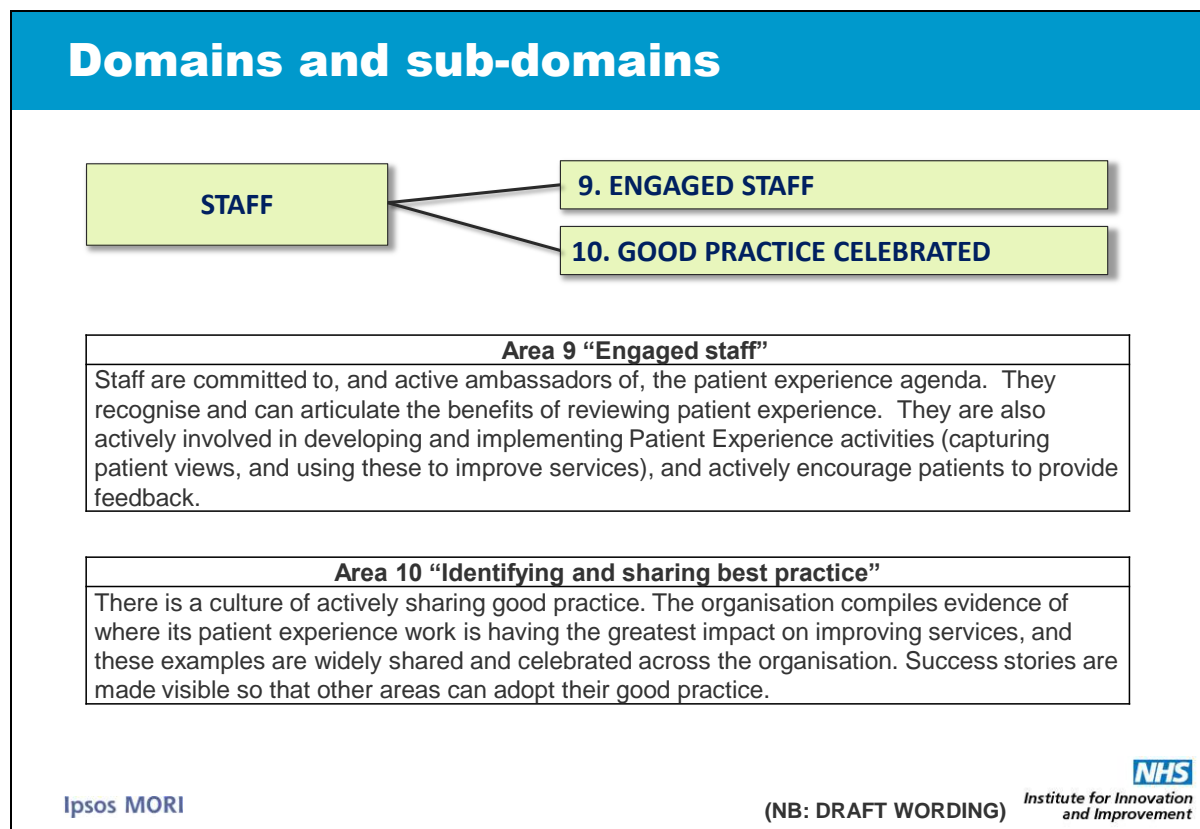 Domains and sub-domains
STAFF
9. ENGAGED STAFF
10. GOOD PRACTICE CELEBRATED
Area 9 “Engaged staff”
Staff are committed to, and active ambassadors of, the patient experience agenda.  They
recognise and can articulate the benefits of reviewing patient experience.  They are also
actively involved in developing and implementing Patient Experience activities (capturing
patient views, and using these to improve services), and actively encourage patients to provide
feedback.
Area 10 “Identifying and sharing best practice”
There is a culture of actively sharing good practice. The organisation compiles evidence of
where its patient experience work is having the greatest impact on improving services, and
these examples are widely shared and celebrated across the organisation. Success stories are
made visible so that other areas can adopt their good practice.
Ipsos MORI
(NB: DRAFT WORDING)
NHS
Institute for Innovation
and Improvement